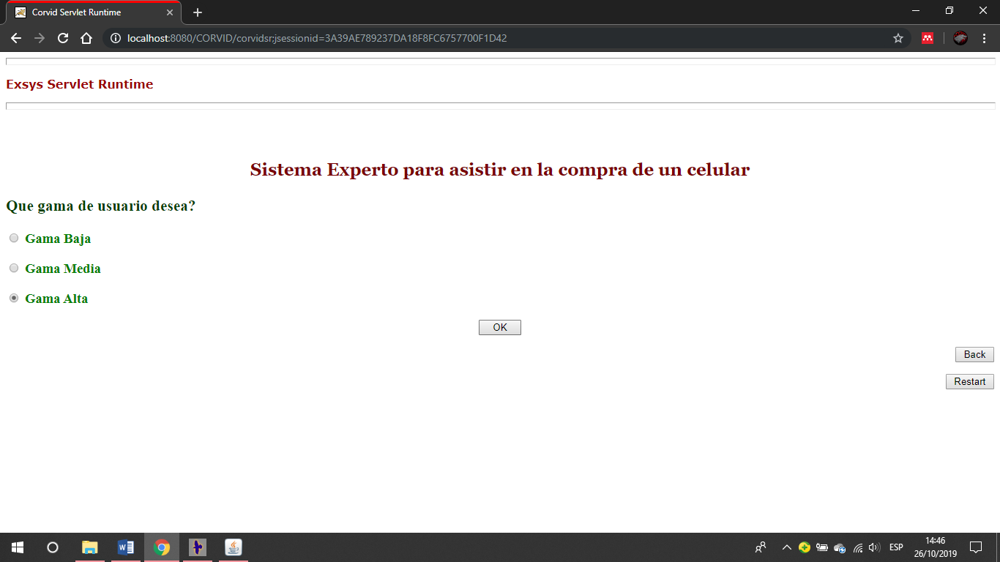 Corvid Servlet Runtime
localhost:8080/CORVID/corvidsr;jsessionid=3A39AE789237DA18F8FC6757700F1D42
Exsys Servlet Runtime
Sistema Experto para asistir en la compra de un celular
Que gama de usuario desea?
Gama Baja
Gama Media
Gama Alta
OK
Back
Restart
ESP
14:46
26/10/2019